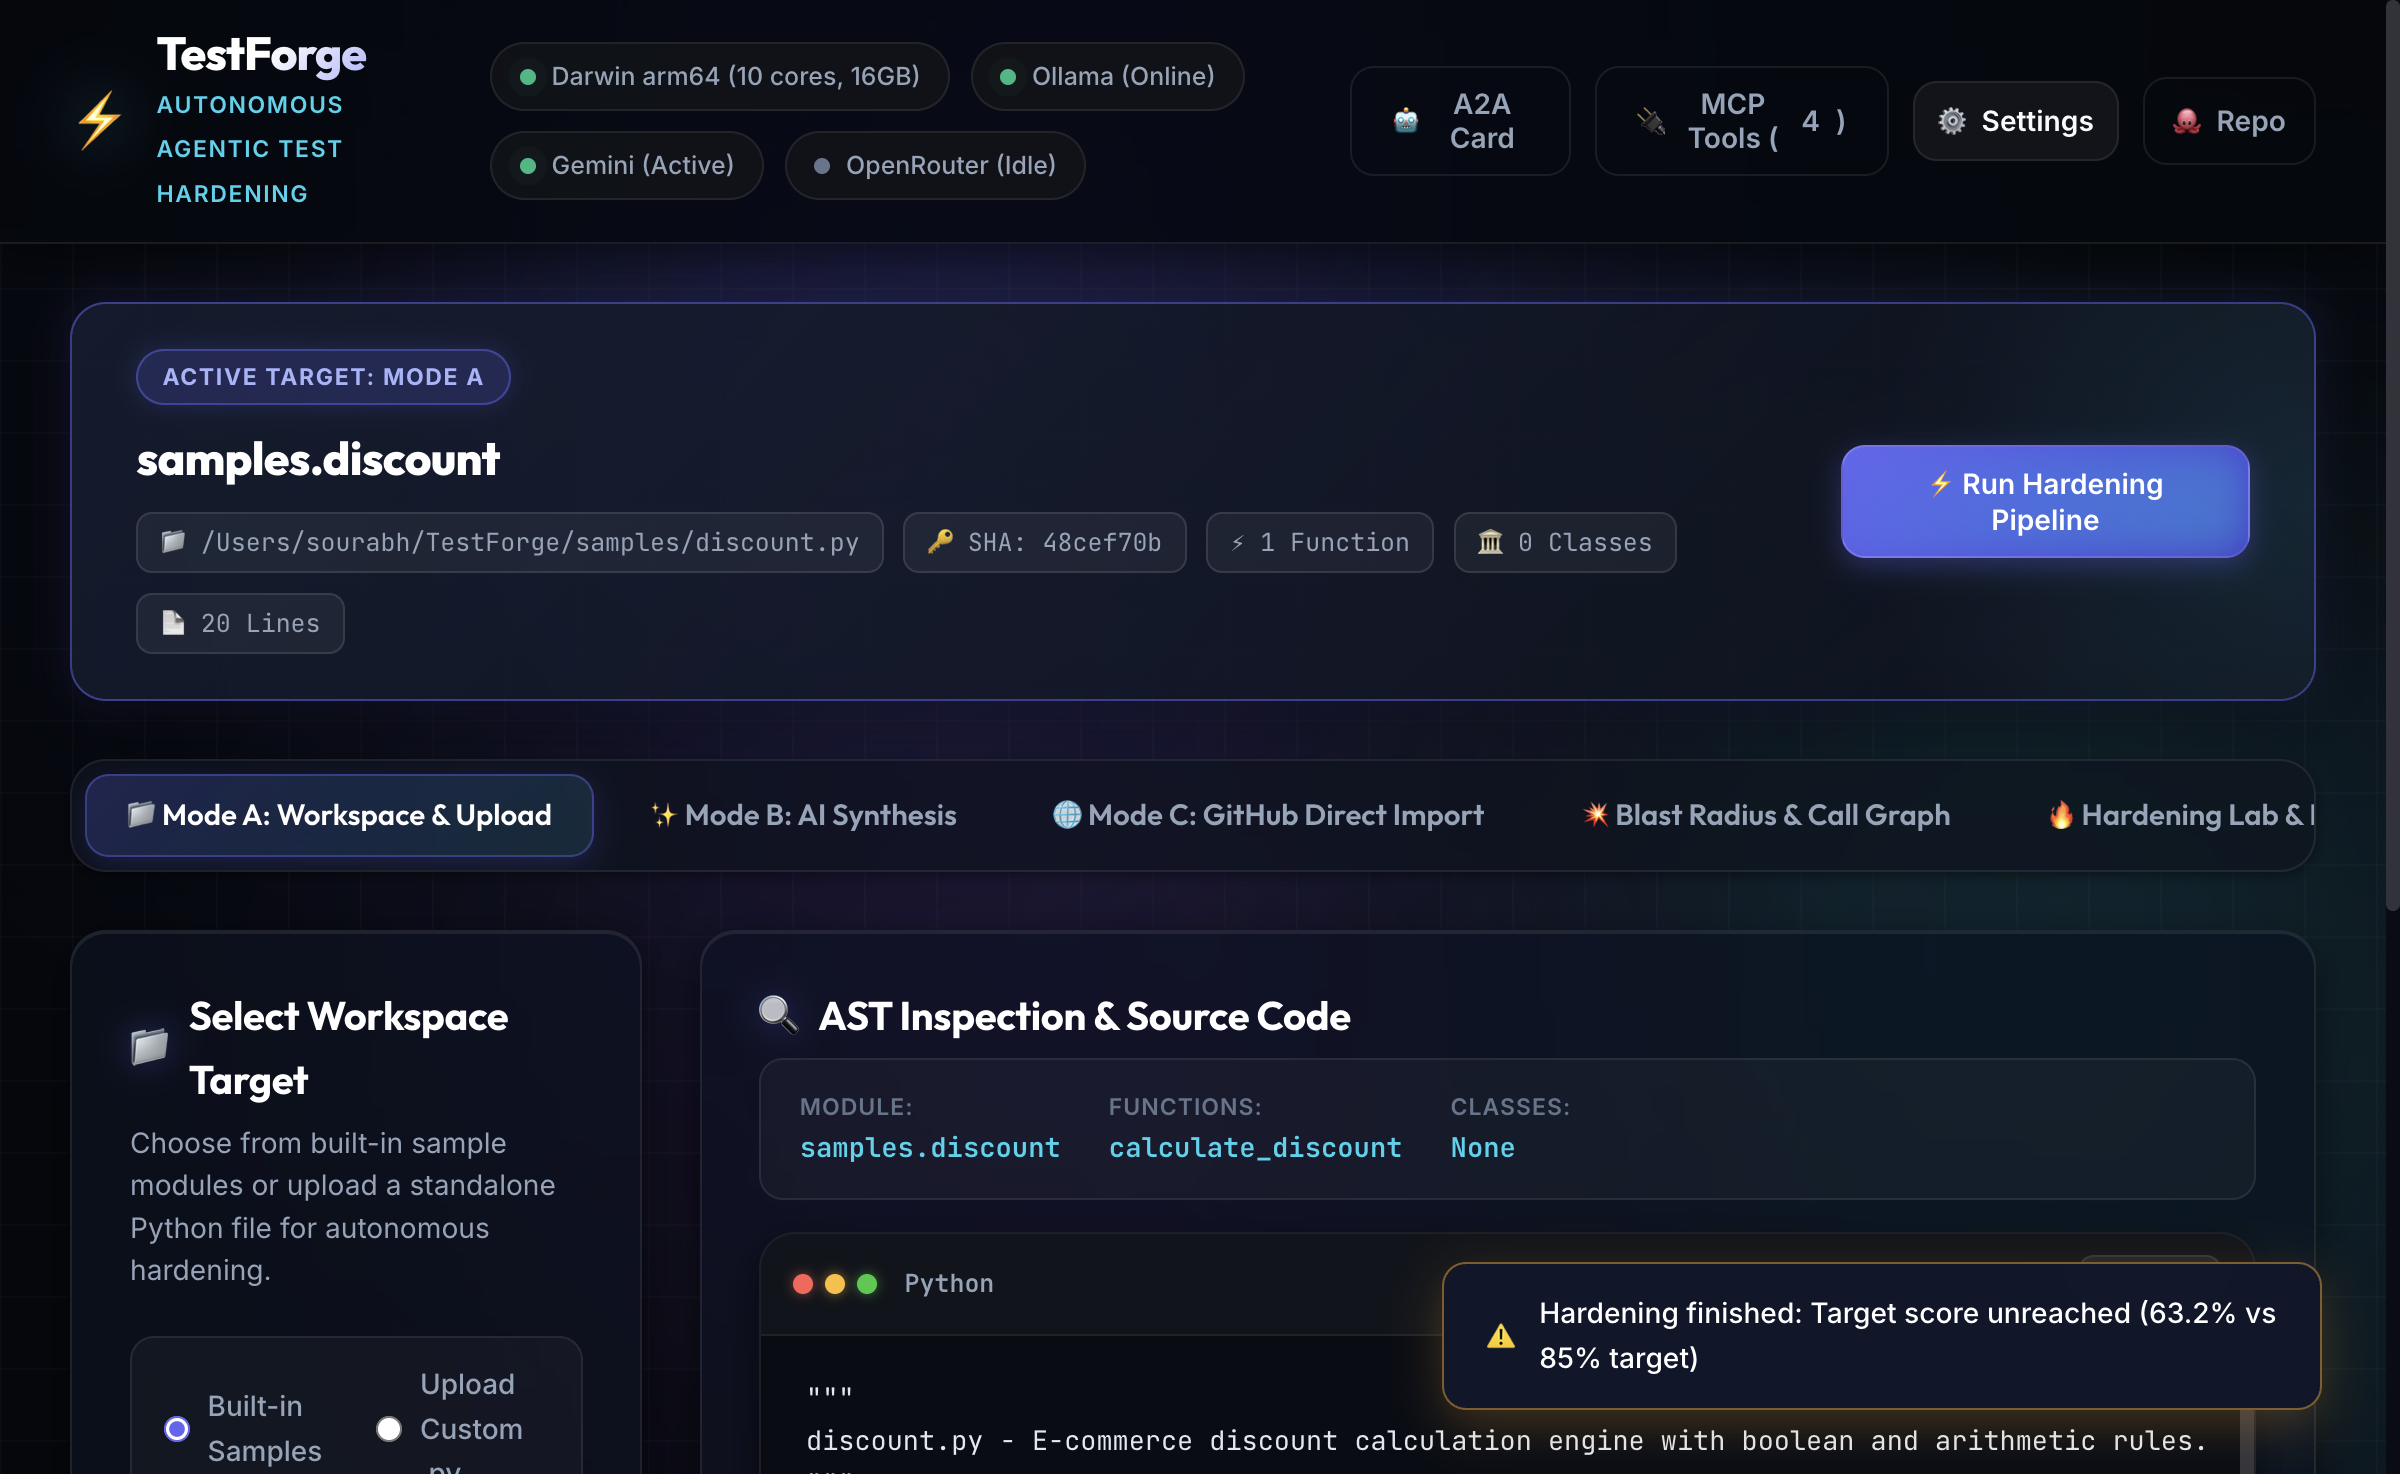 TestForge
AUTONOMOUS
AGENTIC TEST
HARDENING
Darwin arm64 (10 cores, 16GB)
Ollama (Online)
Gemini (Active)
OpenRouter (Idle)
A2A
Card
MCP
Tools ( 4 )
Settings
Repo
ACTIVE TARGET: MODE A
samples.discount
/Users/sourabh/TestForge/samples/discount.py
SHA: 48cef70b
1 Function
0 Classes
20 Lines
Run Hardening
Pipeline
Mode A: Workspace & Upload
Mode B: AI Synthesis
Mode C: GitHub Direct Import
Blast Radius & Call Graph
Hardening Lab &
Select Workspace
Target
Choose from built-in sample
modules or upload a standalone
Python file for autonomous
hardening.
Built-in
Samples
Upload
Custom
.py
AST Inspection & Source Code
MODULE:
samples.discount
FUNCTIONS:
calculate_discount
CLASSES:
None
Python
"""
discount.py - E-commerce discount calculation engine with boolean and arithmetic rules.
"""
Hardening finished: Target score unreached (63.2% vs
85% target)